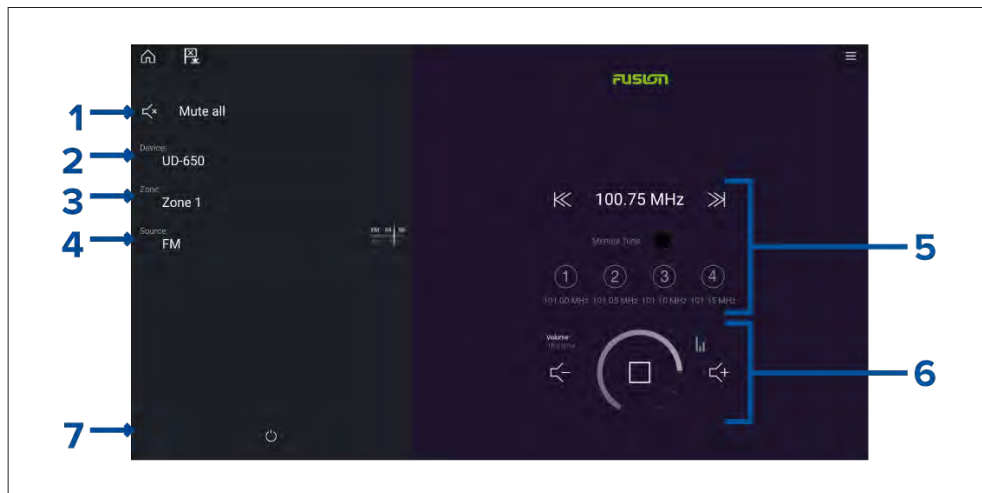 FUSION
1
Mute all
2
Device:
UD-650
3
Zone:
Zone 1
4
Source:
FM
100.75 MHz
Manual Tune
5
1 2 3 4
101.00 MHz 101.05 MHz 101.10 MHz 101.15 MHz
Volume:
6
7